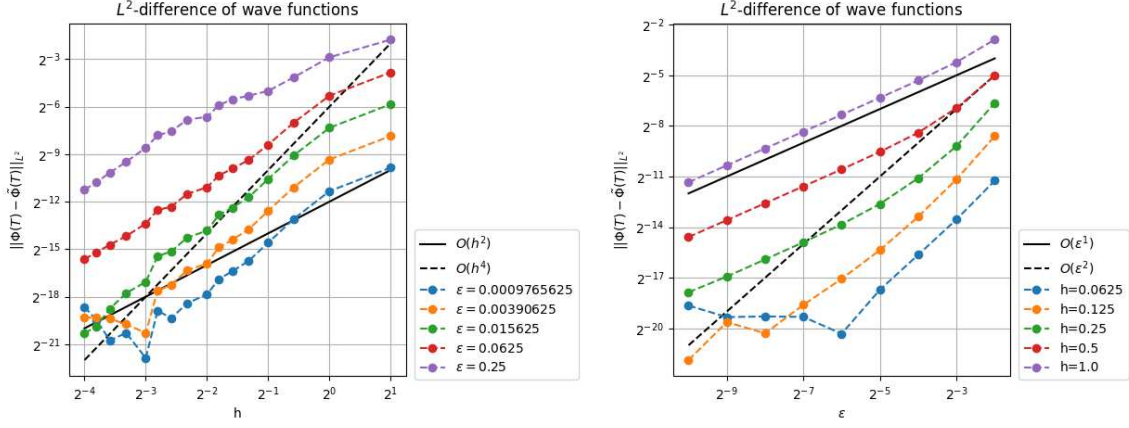 L²-difference of wave functions
||Φ(T) − Φ̃(T)||_{L²}
2⁻³
2⁻⁶
2⁻⁹
2⁻¹²
2⁻¹⁵
2⁻¹⁸
2⁻²¹
2⁻⁴ 2⁻³ 2⁻² 2⁻¹ 2⁰ 2¹
h
O(h²)
O(h⁴)
ε = 0.0009765625
ε = 0.00390625
ε = 0.015625
ε = 0.0625
ε = 0.25
L²-difference of wave functions
||Φ(T) − Φ̃(T)||_{L²}
2⁻²
2⁻⁵
2⁻⁸
2⁻¹¹
2⁻¹⁴
2⁻¹⁷
2⁻²⁰
2⁻⁹ 2⁻⁷ 2⁻⁵ 2⁻³
ε
O(ε¹)
O(ε²)
h=0.0625
h=0.125
h=0.25
h=0.5
h=1.0